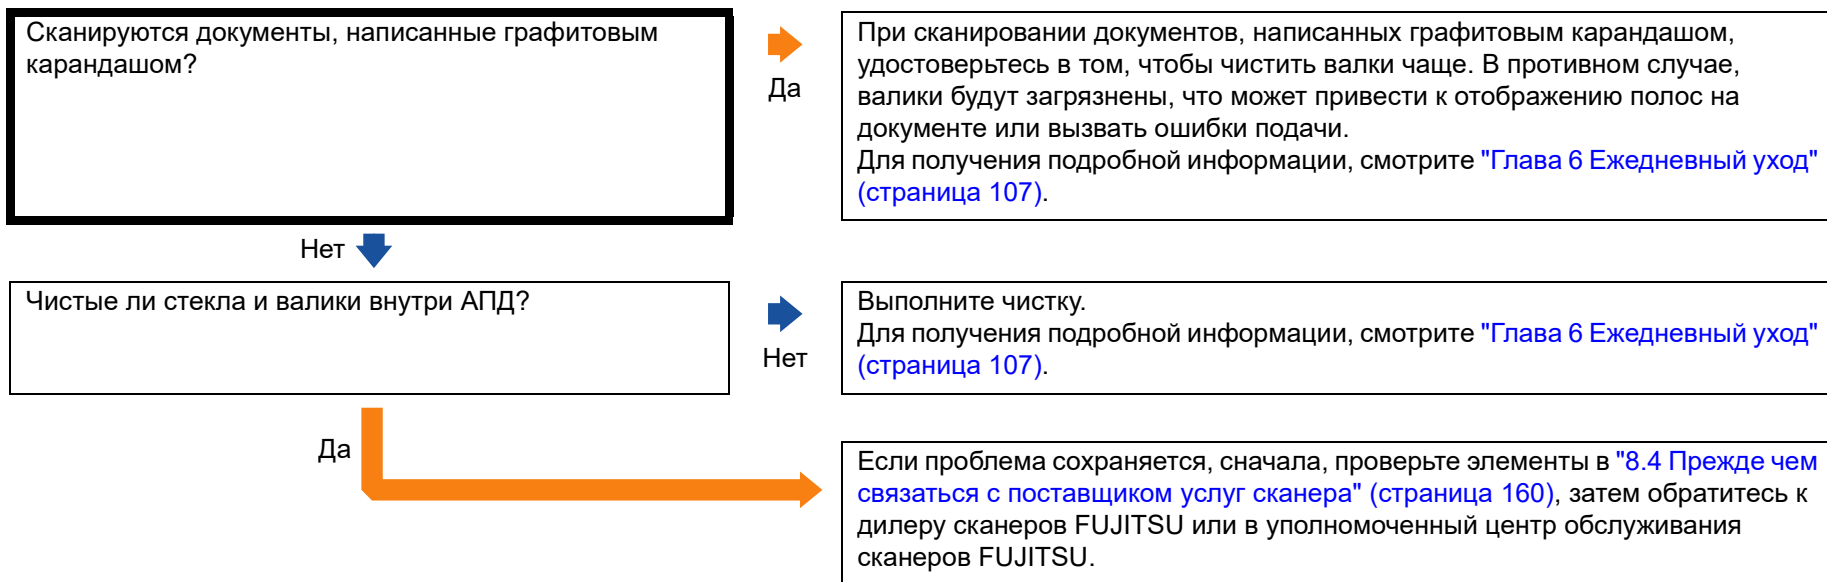 Сканируются документы, написанные графитовым
карандашом?
Да
При сканировании документов, написанных графитовым карандашом,
удостоверьтесь в том, чтобы чистить валки чаще. В противном случае,
валики будут загрязнены, что может привести к отображению полос на
документе или вызвать ошибки подачи.
Для получения подробной информации, смотрите "Глава 6 Ежедневный уход"
(страница 107).
Нет
Чистые ли стекла и валики внутри АПД?
Нет
Выполните чистку.
Для получения подробной информации, смотрите "Глава 6 Ежедневный уход"
(страница 107).
Да
Если проблема сохраняется, сначала, проверьте элементы в "8.4 Прежде чем
связаться с поставщиком услуг сканера" (страница 160), затем обратитесь к
дилеру сканеров FUJITSU или в уполномоченный центр обслуживания
сканеров FUJITSU.